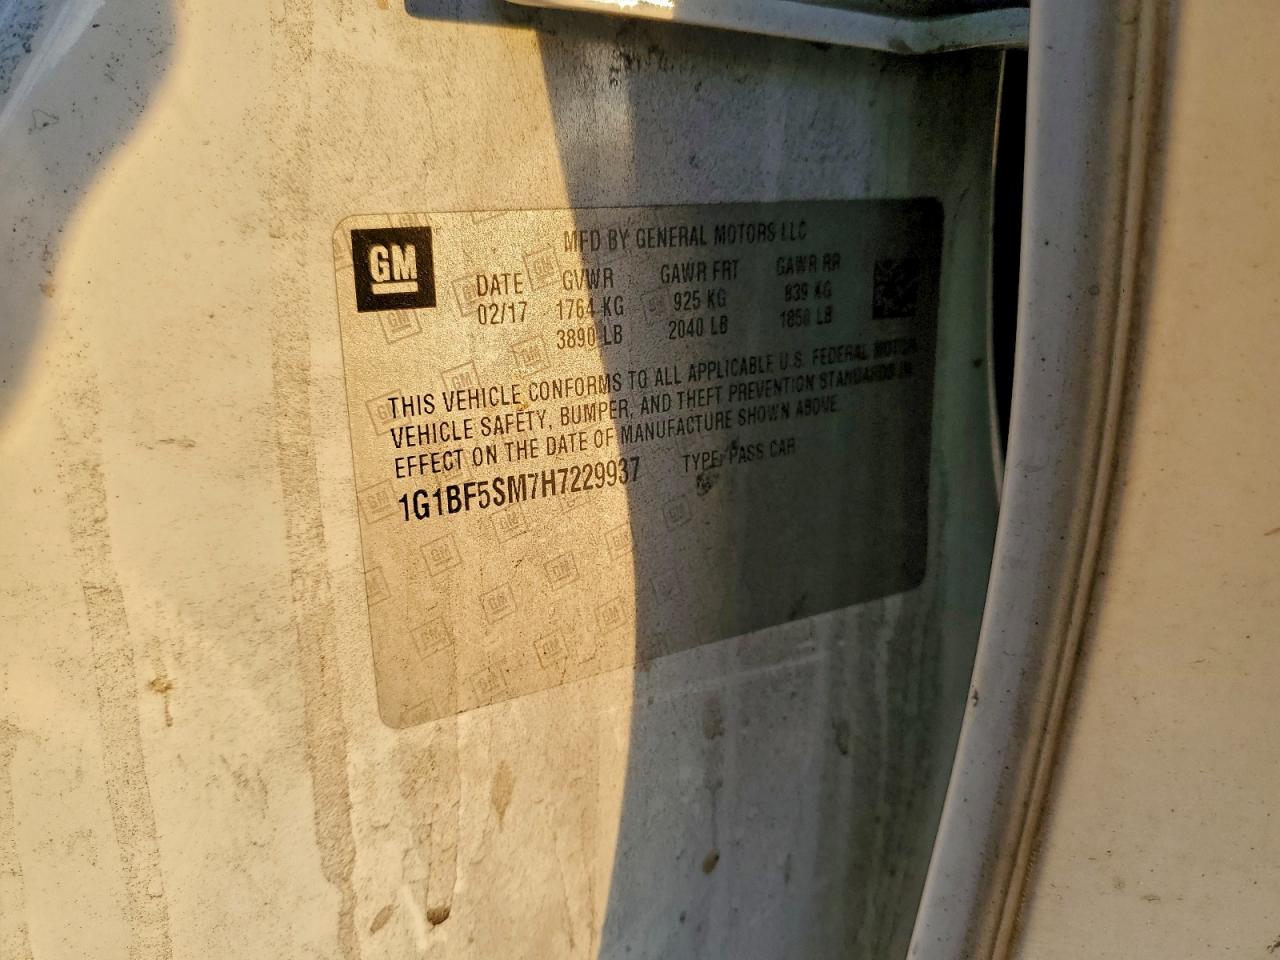 GM
MFD BY GENERAL MOTORS LLC
DATE GVWR GAWR FRT GAWR RR
02/17 1764 KG 925 KG 839 KG
3890 LB 2040 LB 1850 LB
THIS VEHICLE CONFORMS TO ALL APPLICABLE U.S. FEDERAL MOTOR
VEHICLE SAFETY, BUMPER, AND THEFT PREVENTION STANDARDS IN
EFFECT ON THE DATE OF MANUFACTURE SHOWN ABOVE.
1G1BF5SM7H7229937 TYPE: PASS CAR